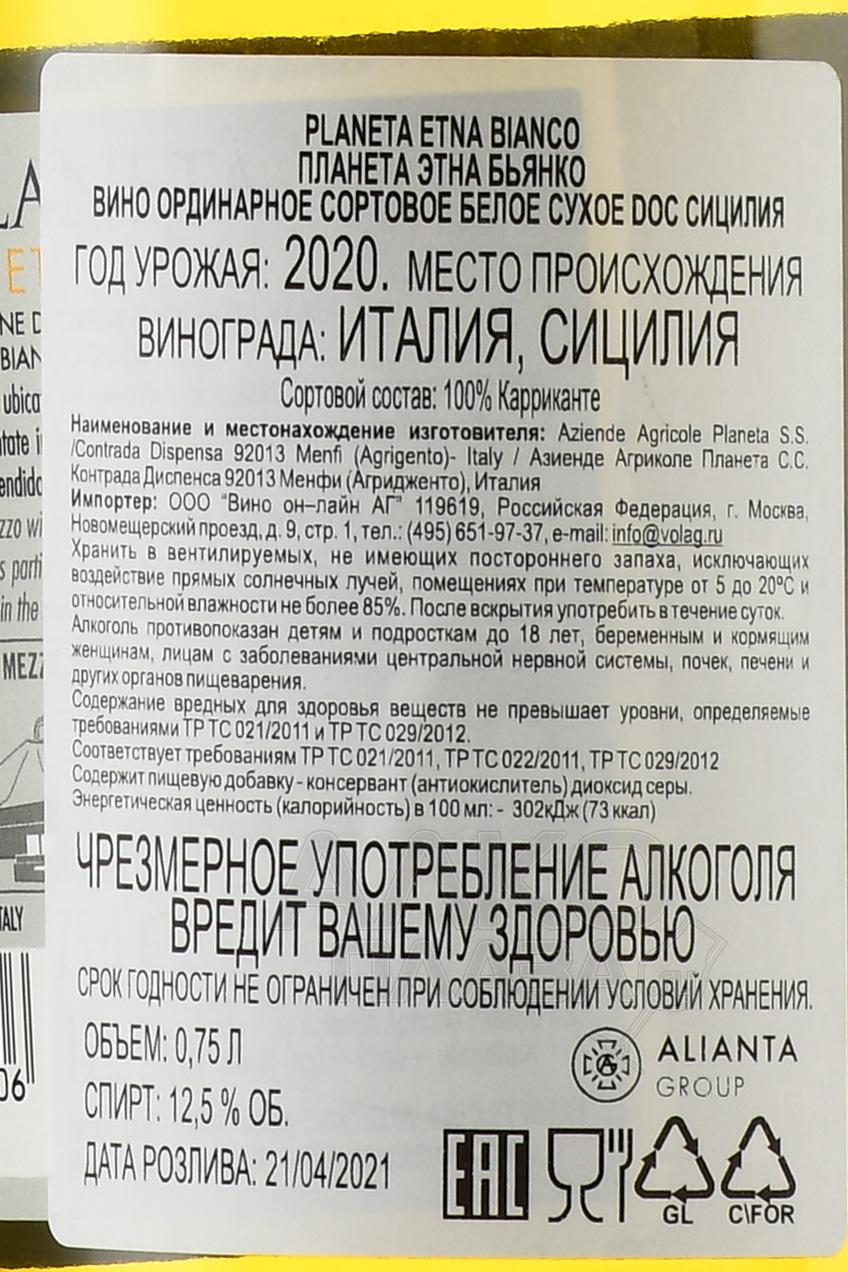 PLANETA ETNA BIANCO
ПЛАНЕТА ЭТНА БЬЯНКО
ВИНО ОРДИНАРНОЕ СОРТОВОЕ БЕЛОЕ СУХОЕ DOC СИЦИЛИЯ
ГОД УРОЖАЯ: 2020. МЕСТО ПРОИСХОЖДЕНИЯ
ВИНОГРАДА: ИТАЛИЯ, СИЦИЛИЯ
Сортовой состав: 100% Карриканте
Наименование и местонахождение изготовителя: Aziende Agricole Planeta S.S.
/Contrada Dispensa 92013 Menfi (Agrigento)- Italy / Азиенде Агриколе Планета С.С.
Контрада Диспенса 92013 Менфи (Агридженто), Италия
Импортер: ООО "Вино он–лайн АГ" 119619, Российская Федерация, г. Москва,
Новомещерский проезд, д. 9, стр. 1, тел.: (495) 651-97-37, e-mail: info@volag.ru
Хранить в вентилируемых, не имеющих постороннего запаха, исключающих
воздействие прямых солнечных лучей, помещениях при температуре от 5 до 20ºС и
относительной влажности не более 85%. После вскрытия употребить в течение суток.
Алкоголь противопоказан детям и подросткам до 18 лет, беременным и кормящим
женщинам, лицам с заболеваниями центральной нервной системы, почек, печени и
других органов пищеварения.
Содержание вредных для здоровья веществ не превышает уровни, определяемые
требованиями ТР ТС 021/2011 и ТР ТС 029/2012.
Соответствует требованиям ТР ТС 021/2011, ТР ТС 022/2011, ТР ТС 029/2012
Содержит пищевую добавку - консервант (антиокислитель) диоксид серы.
Энергетическая ценность (калорийность) в 100 мл: - 302кДж (73 ккал)
ЧРЕЗМЕРНОЕ УПОТРЕБЛЕНИЕ АЛКОГОЛЯ
ВРЕДИТ ВАШЕМУ ЗДОРОВЬЮ
СРОК ГОДНОСТИ НЕ ОГРАНИЧЕН ПРИ СОБЛЮДЕНИИ УСЛОВИЙ ХРАНЕНИЯ.
ОБЪЕМ: 0,75 Л
СПИРТ: 12,5 % ОБ.
ДАТА РОЗЛИВА: 21/04/2021
ALIANTA
GROUP
EAC
GL C\FOR